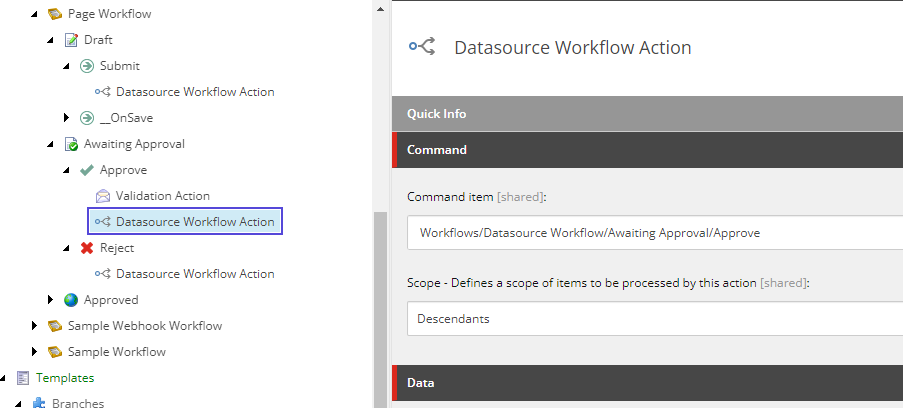 Page Workflow
Draft
Submit
Datasource Workflow Action
__OnSave
Awaiting Approval
Approve
Validation Action
Datasource Workflow Action
Reject
Datasource Workflow Action
Approved
Sample Webhook Workflow
Sample Workflow
Templates
Branches
Datasource Workflow Action
Quick Info
Command
Command item [shared]:
Workflows/Datasource Workflow/Awaiting Approval/Approve
Scope - Defines a scope of items to be processed by this action [shared]:
Descendants
Data